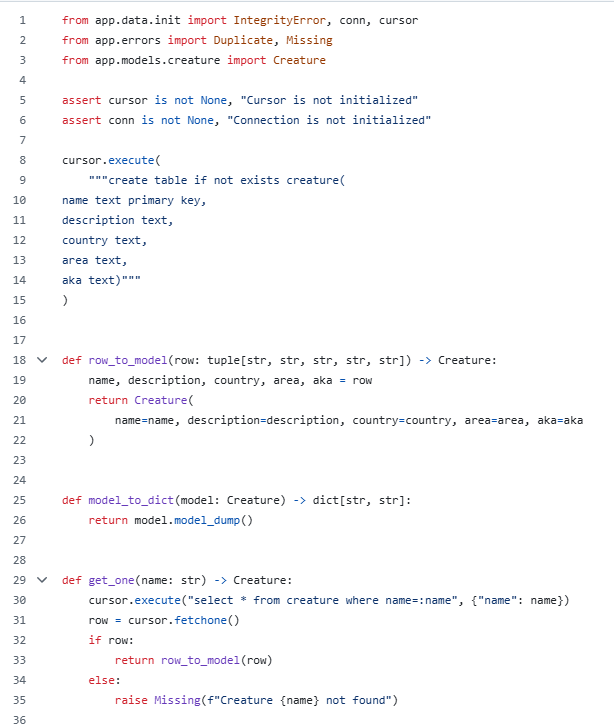 1 from app.data.init import IntegrityError, conn, cursor
2 from app.errors import Duplicate, Missing
3 from app.models.creature import Creature
4
5 assert cursor is not None, "Cursor is not initialized"
6 assert conn is not None, "Connection is not initialized"
7
8 cursor.execute(
9     """create table if not exists creature(
10 name text primary key,
11 description text,
12 country text,
13 area text,
14 aka text)"""
15 )
16
17
18 def row_to_model(row: tuple[str, str, str, str, str]) -> Creature:
19     name, description, country, area, aka = row
20     return Creature(
21         name=name, description=description, country=country, area=area, aka=aka
22     )
23
24
25 def model_to_dict(model: Creature) -> dict[str, str]:
26     return model.model_dump()
27
28
29 def get_one(name: str) -> Creature:
30     cursor.execute("select * from creature where name=:name", {"name": name})
31     row = cursor.fetchone()
32     if row:
33         return row_to_model(row)
34     else:
35         raise Missing(f"Creature {name} not found")
36